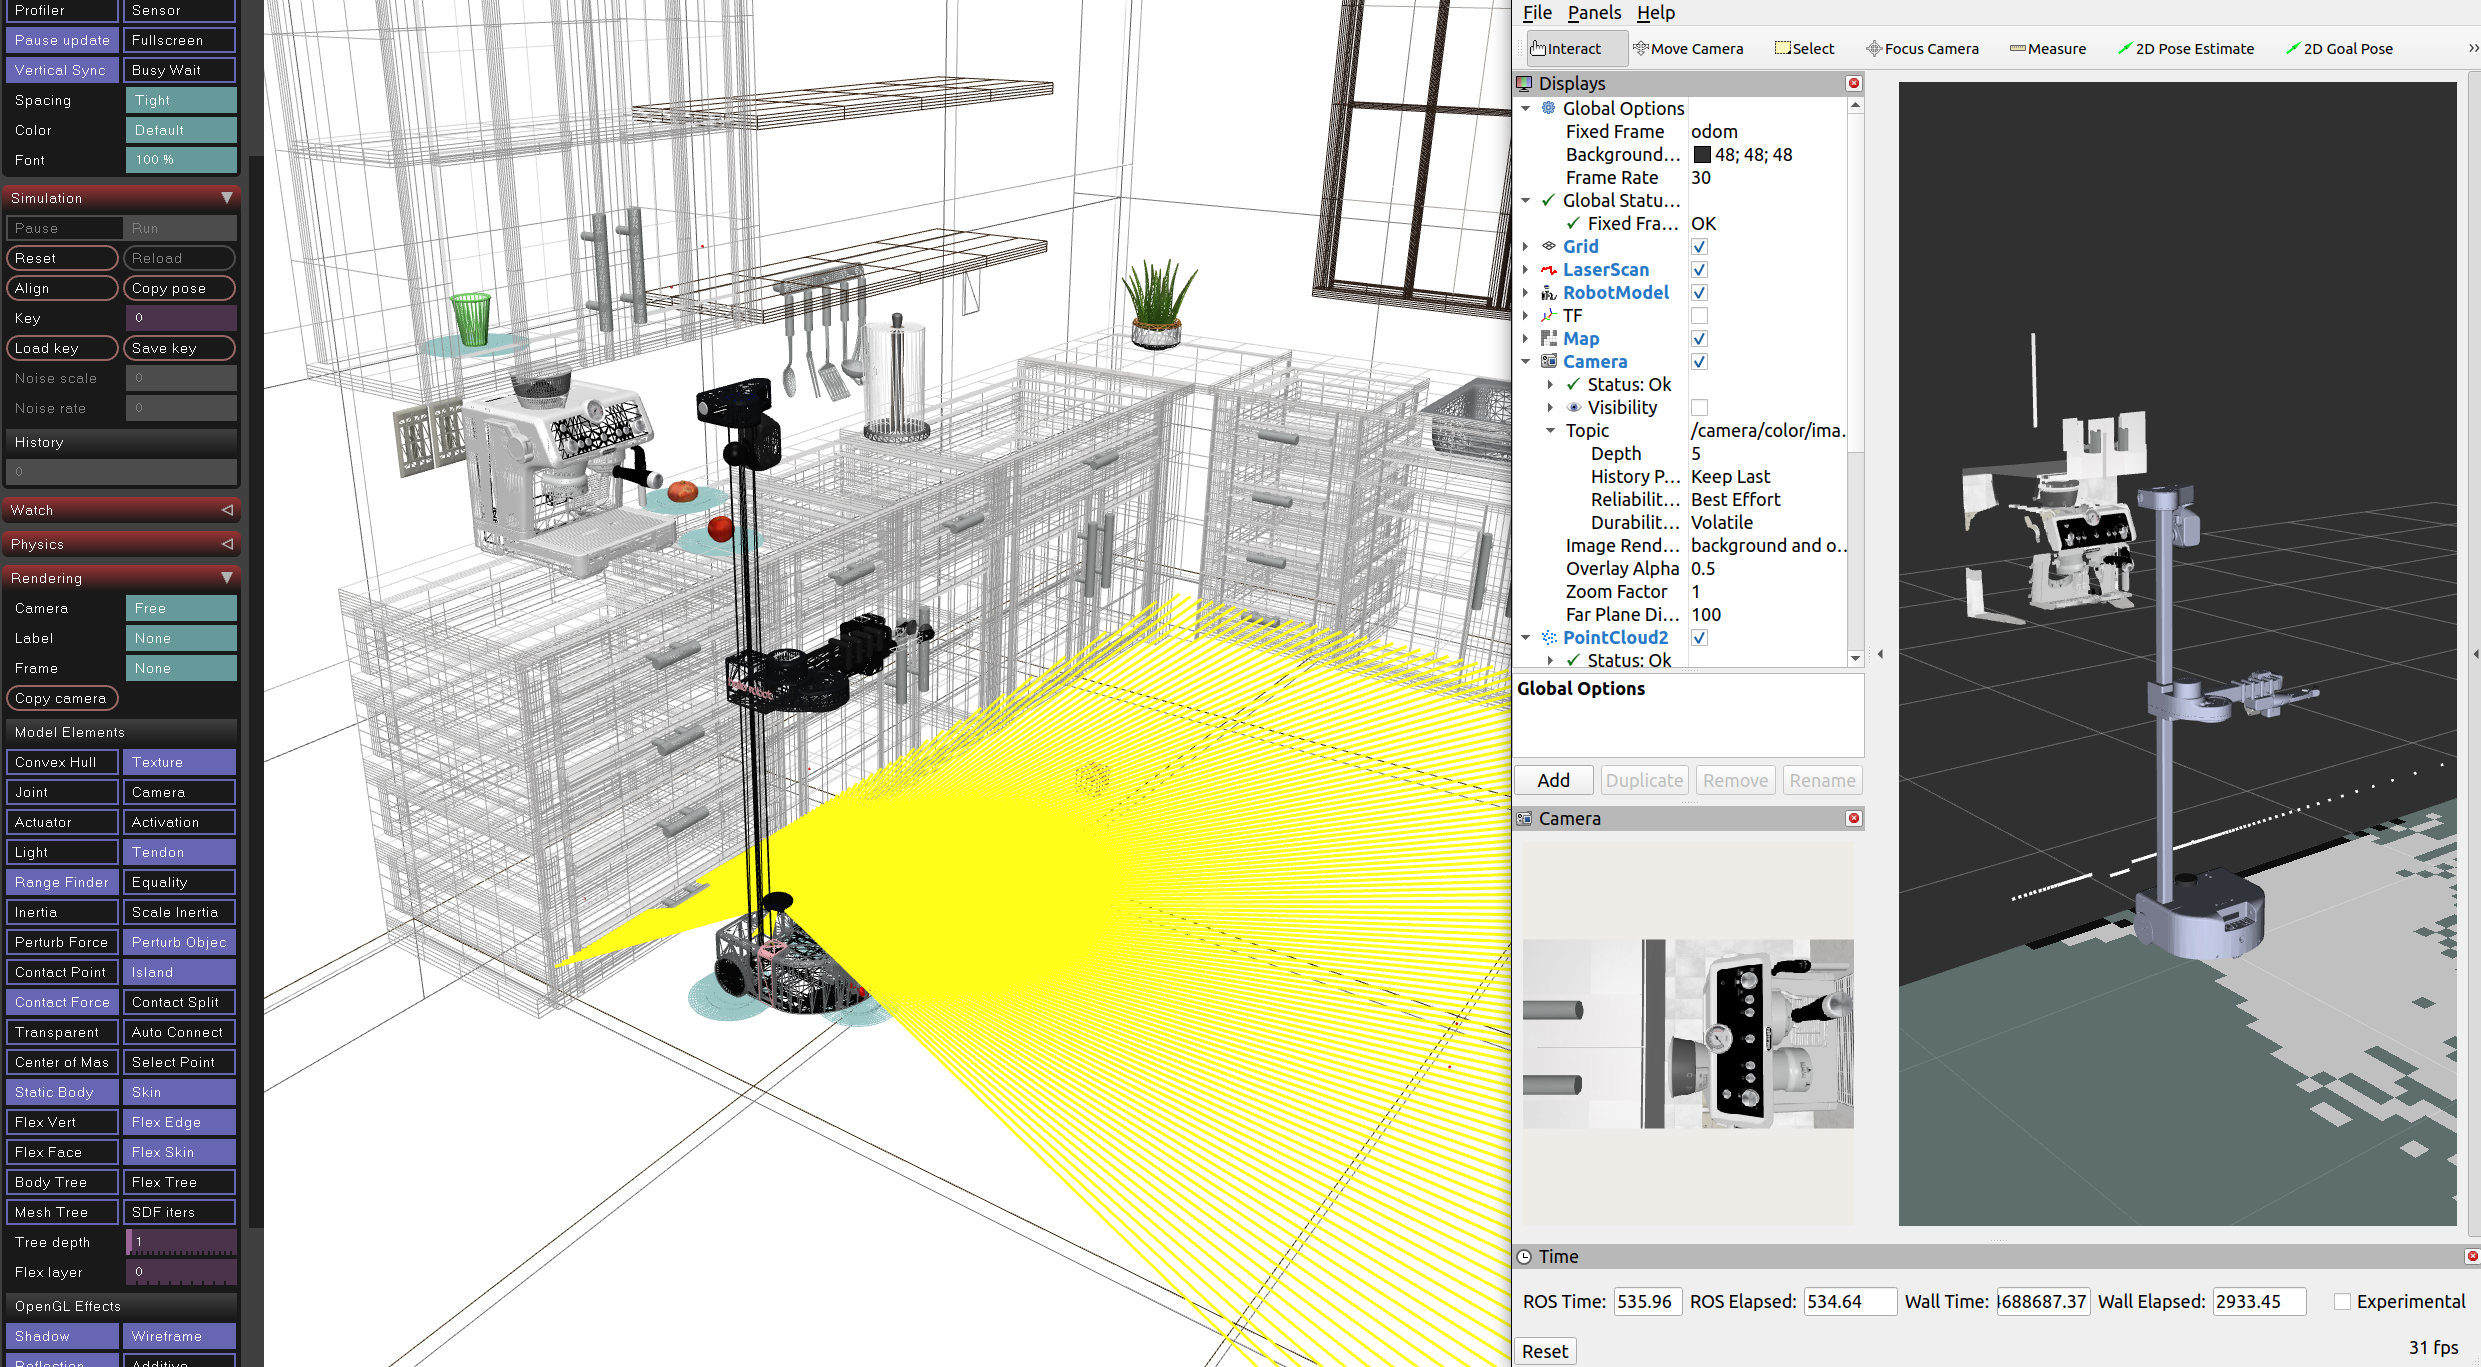 Profiler Sensor
Pause update Fullscreen
Vertical Sync Busy Wait
Spacing Tight
Color Default
Font 100 %
Simulation
Pause Run
Reset Reload
Align Copy pose
Key 0
Load key Save key
Noise scale 0
Noise rate 0
History
0
Watch
Physics
Rendering
Camera Free
Label None
Frame None
Copy camera
Model Elements
Convex Hull Texture
Joint Camera
Actuator Activation
Light Tendon
Range Finder Equality
Inertia Scale Inertia
Perturb Force Perturb Objec
Contact Point Island
Contact Force Contact Split
Transparent Auto Connect
Center of Mas Select Point
Static Body Skin
Flex Vert Flex Edge
Flex Face Flex Skin
Body Tree Flex Tree
Mesh Tree SDF iters
Tree depth 1
Flex layer 0
OpenGL Effects
Shadow Wireframe
Reflection Additive
File Panels Help
Interact Move Camera Select Focus Camera Measure 2D Pose Estimate 2D Goal Pose
Displays
Global Options
Fixed Frame odom
Background... 48; 48; 48
Frame Rate 30
Global Statu...
Fixed Fra... OK
Grid
LaserScan
RobotModel
TF
Map
Camera
Status: Ok
Visibility
Topic /camera/color/ima.
Depth 5
History P... Keep Last
Reliabilit... Best Effort
Durabilit... Volatile
Image Rend... background and o..
Overlay Alpha 0.5
Zoom Factor 1
Far Plane Di... 100
PointCloud2
Status: Ok
Global Options
Add Duplicate Remove Rename
Camera
Time
ROS Time: 535.96 ROS Elapsed: 534.64 Wall Time: 688687.37 Wall Elapsed: 2933.45 Experimental
Reset 31 fps